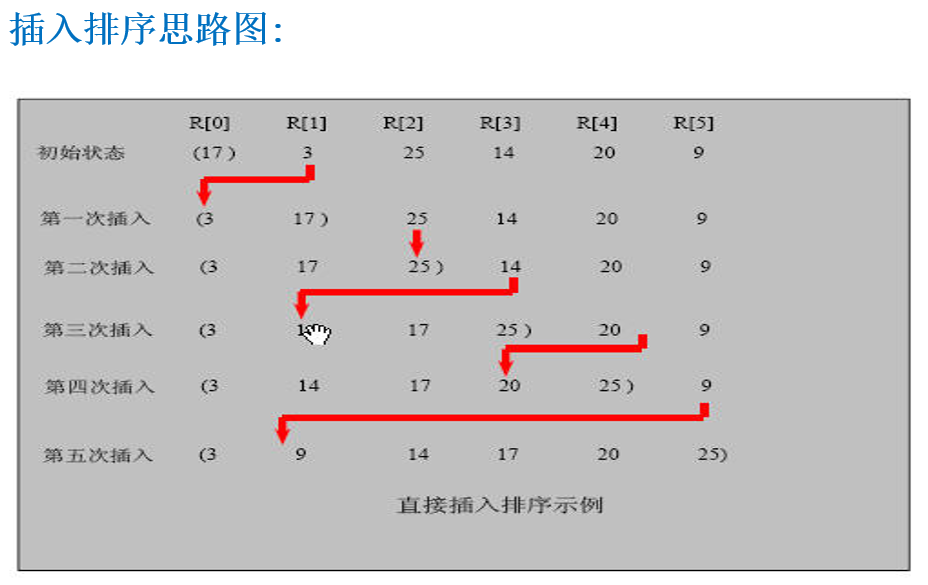 插入排序思路图:
R[0] R[1] R[2] R[3] R[4] R[5]
初始状态 (17) 3 25 14 20 9
第一次插入 (3 17) 25 14 20 9
第二次插入 (3 17 25) 14 20 9
第三次插入 (3 17 25) 20 9
第四次插入 (3 14 17 20 25) 9
第五次插入 (3 9 14 17 20 25)
直接插入排序示例